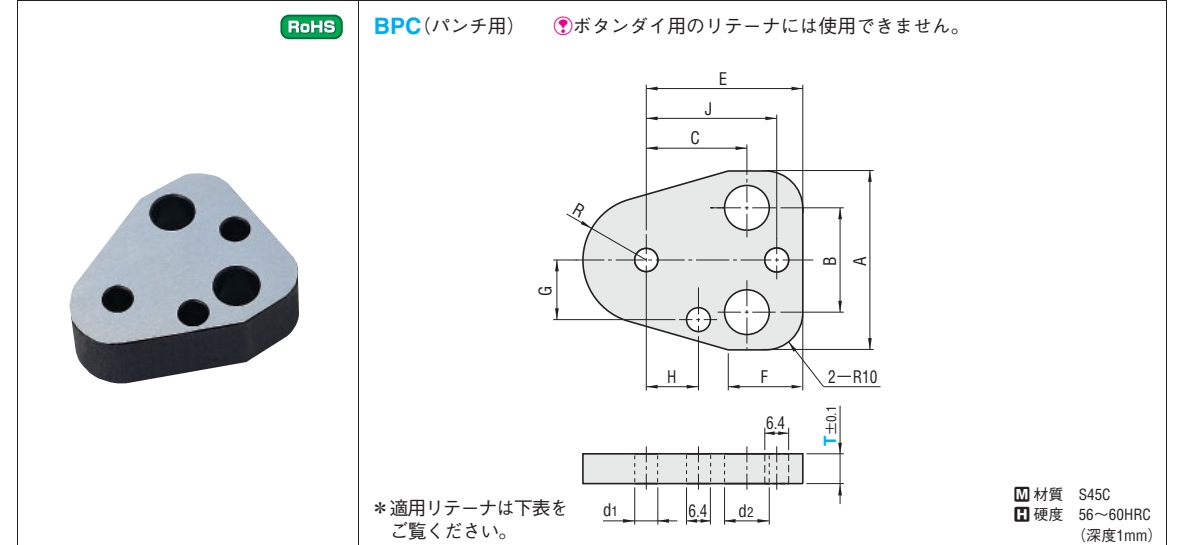 RoHS
BPC（パンチ用）　ボタンダイ用のリテーナには使用できません。
E
J
C
R
G
B
A
H
F
2－R10
6.4
T±0.1
d1
6.4
d2
＊適用リテーナは下表を
ご覧ください。
M 材質　S45C
H 硬度　56～60HRC
（深度1mm）